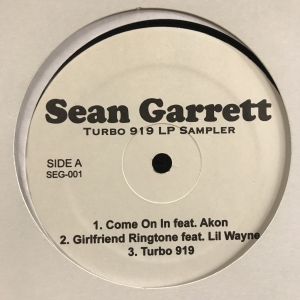 Sean Garrett
TURBO 919 LP SAMPLER
SIDE A
SEG-001
1. Come On In feat. Akon
2. Girlfriend Ringtone feat. Lil Wayne
3. Turbo 919